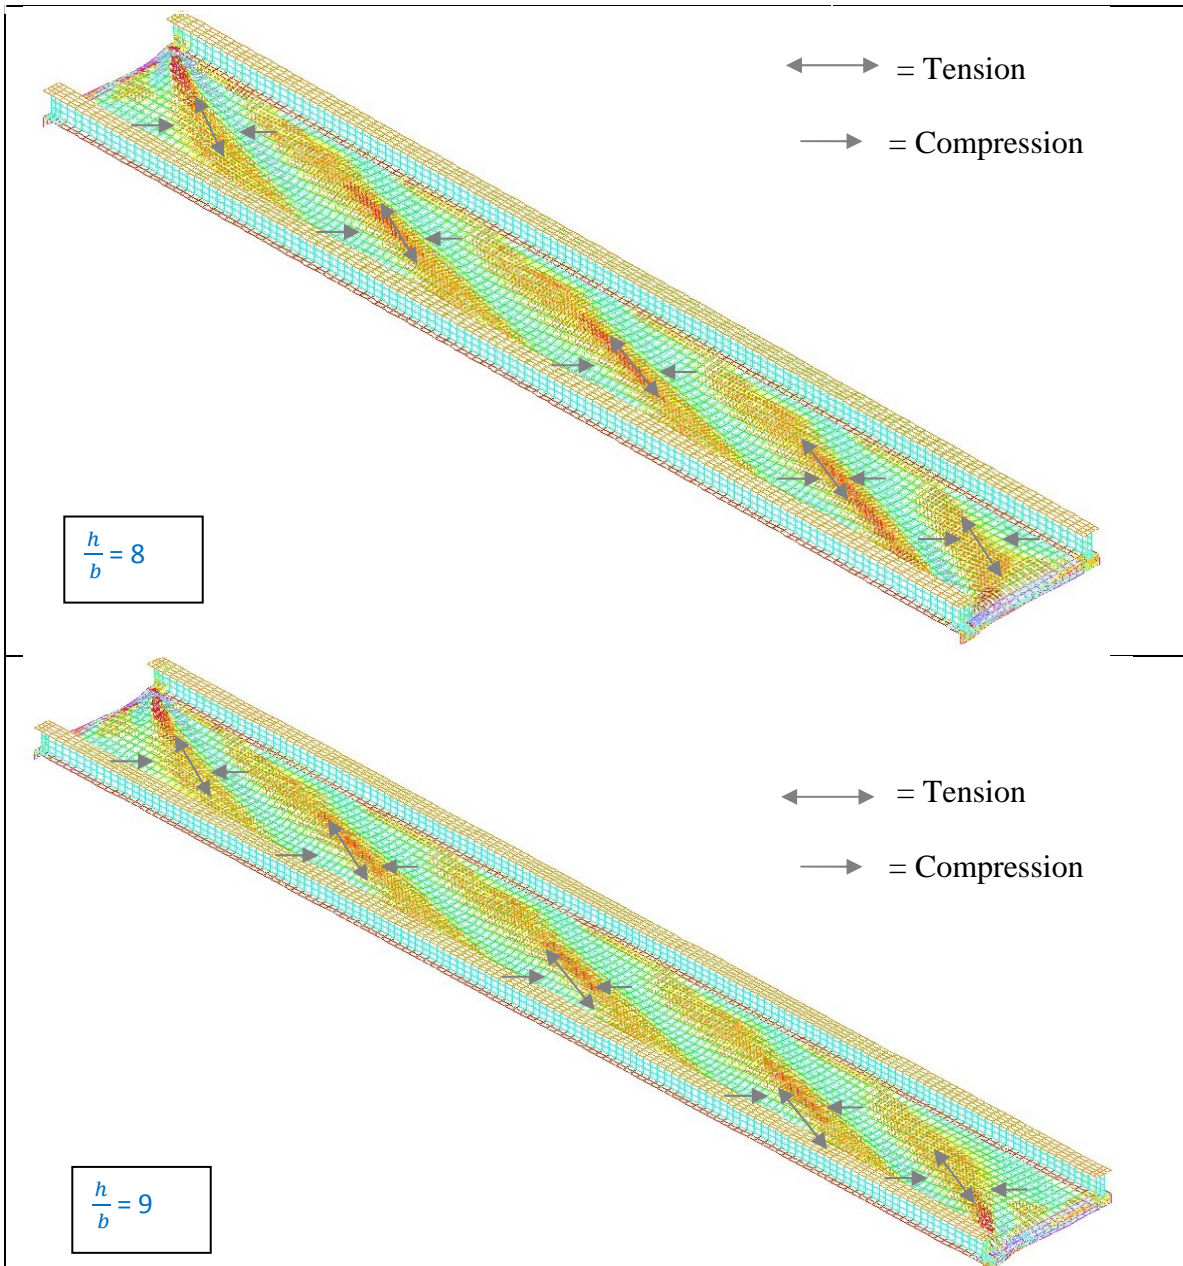 = Tension
= Compression
h/b = 8
= Tension
= Compression
h/b = 9